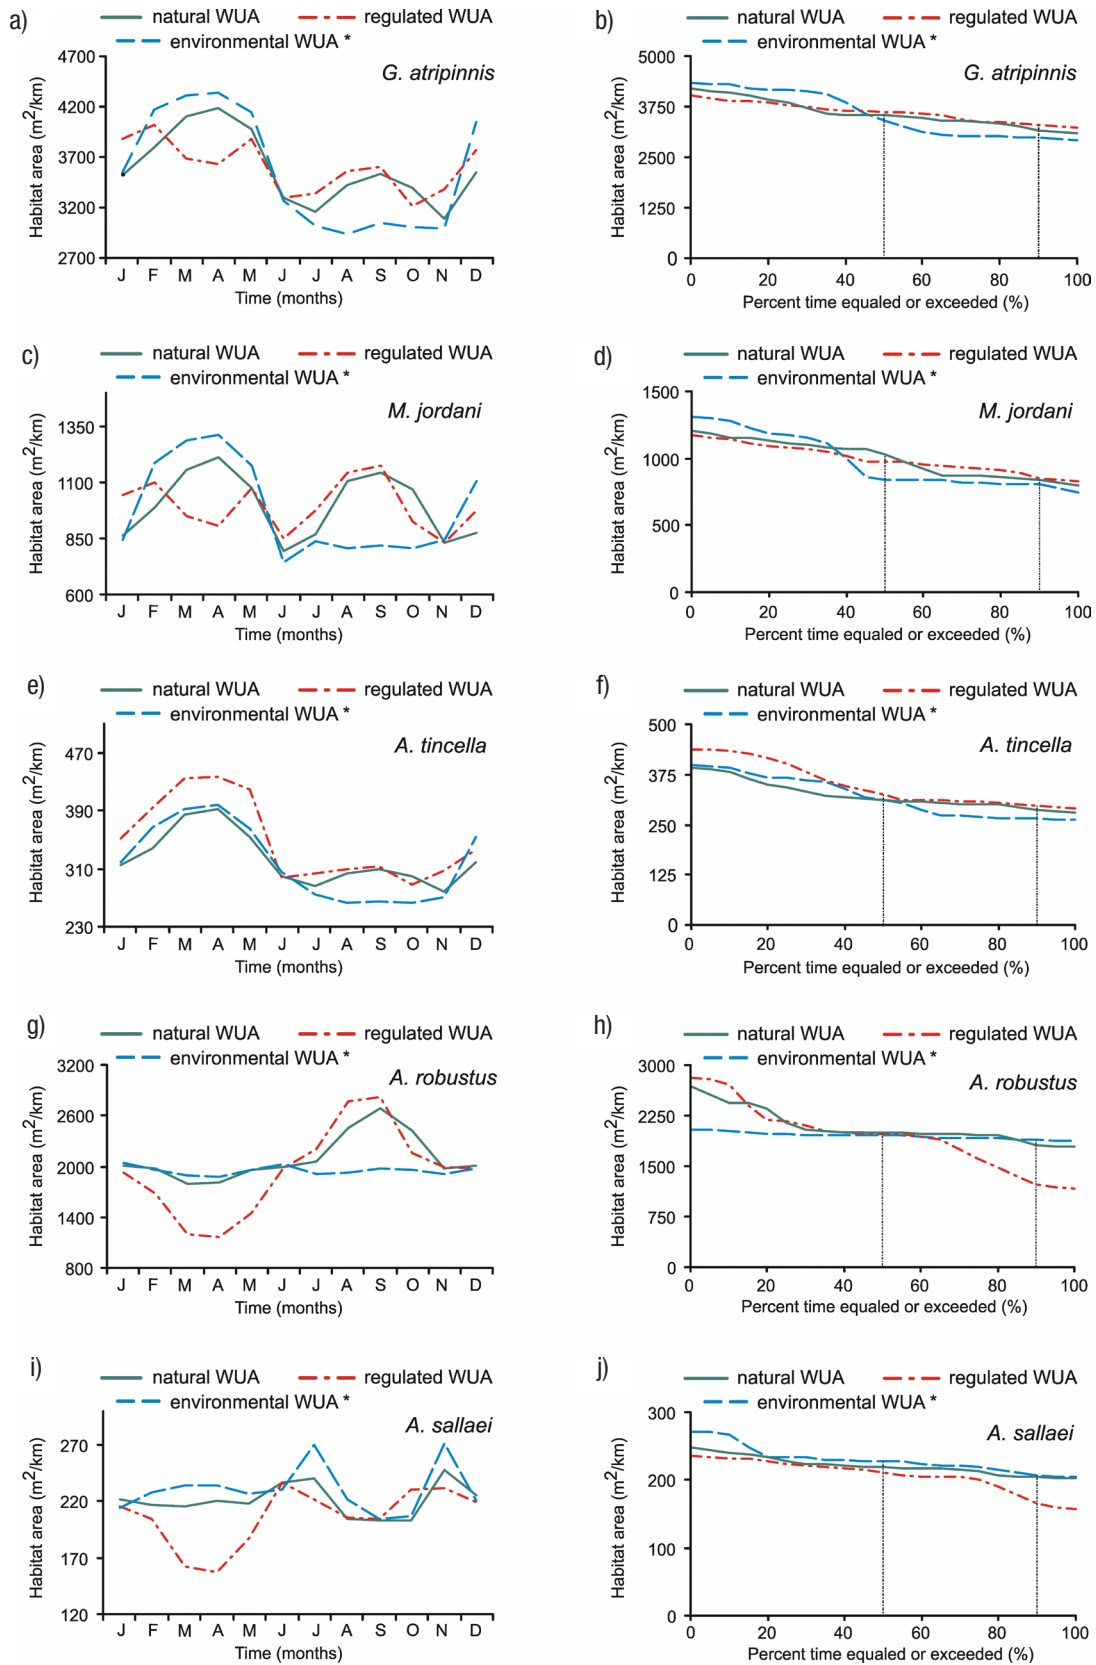 a)
natural WUA regulated WUA
environmental WUA *
G. atripinnis
Habitat area (m²/km)
4700
4200
3700
3200
2700
J F M A M J J A S O N D
Time (months)
b)
natural WUA regulated WUA
environmental WUA *
G. atripinnis
Habitat area (m²/km)
5000
3750
2500
1250
0
0 20 40 60 80 100
Percent time equaled or exceeded (%)
c)
natural WUA regulated WUA
environmental WUA *
M. jordani
Habitat area (m²/km)
1350
1100
850
600
J F M A M J J A S O N D
Time (months)
d)
natural WUA regulated WUA
environmental WUA *
M. jordani
Habitat area (m²/km)
1500
1000
500
0
0 20 40 60 80 100
Percent time equaled or exceeded (%)
e)
natural WUA regulated WUA
environmental WUA *
A. tincella
Habitat area (m²/km)
470
390
310
230
J F M A M J J A S O N D
Time (months)
f)
natural WUA regulated WUA
environmental WUA *
A. tincella
Habitat area (m²/km)
500
375
250
125
0
0 20 40 60 80 100
Percent time equaled or exceeded (%)
g)
natural WUA regulated WUA
environmental WUA *
A. robustus
Habitat area (m²/km)
3200
2600
2000
1400
800
J F M A M J J A S O N D
Time (months)
h)
natural WUA regulated WUA
environmental WUA *
A. robustus
Habitat area (m²/km)
3000
2250
1500
750
0
0 20 40 60 80 100
Percent time equaled or exceeded (%)
i)
natural WUA regulated WUA
environmental WUA *
A. sallaei
Habitat area (m²/km)
270
220
170
120
J F M A M J J A S O N D
Time (months)
j)
natural WUA regulated WUA
environmental WUA *
A. sallaei
Habitat area (m²/km)
300
200
100
0
0 20 40 60 80 100
Percent time equaled or exceeded (%)